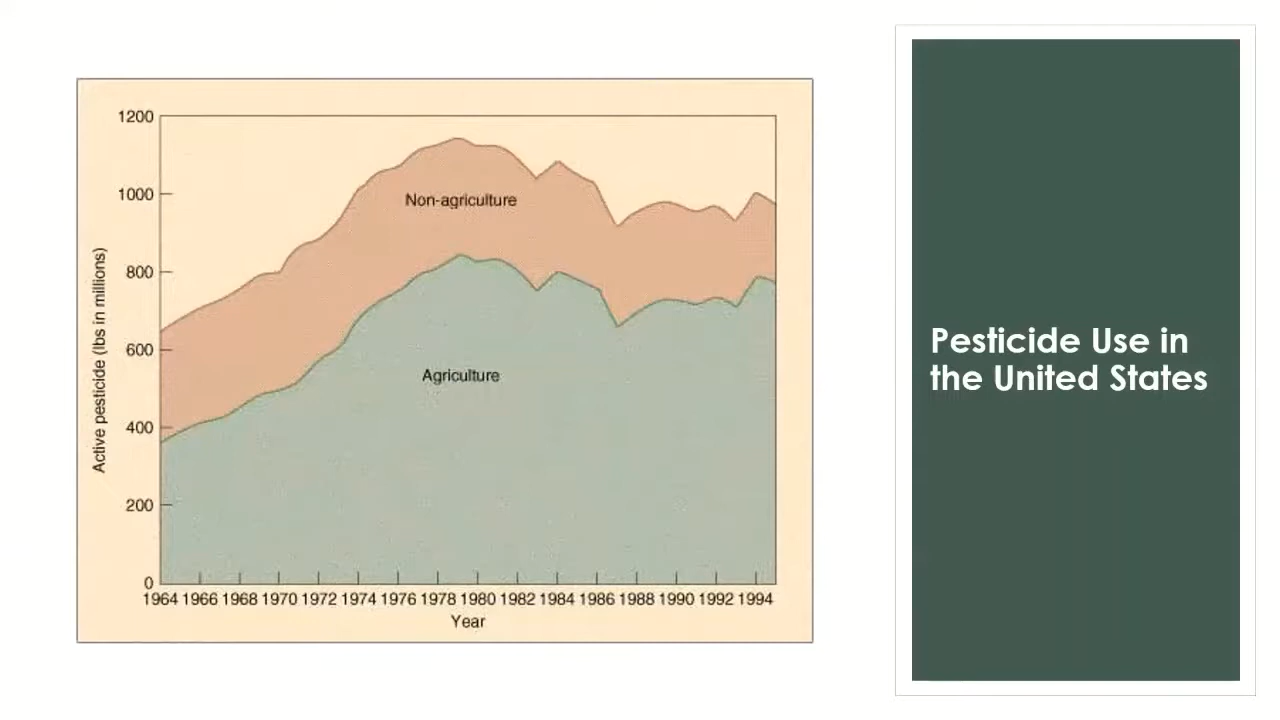 1200
1000
800
600
400
200
0
Active pesticide (lbs in millions)
Non-agriculture
Agriculture
1964 1966 1968 1970 1972 1974 1976 1978 1980 1982 1984 1986 1988 1990 1992 1994
Year
Pesticide Use in
the United States